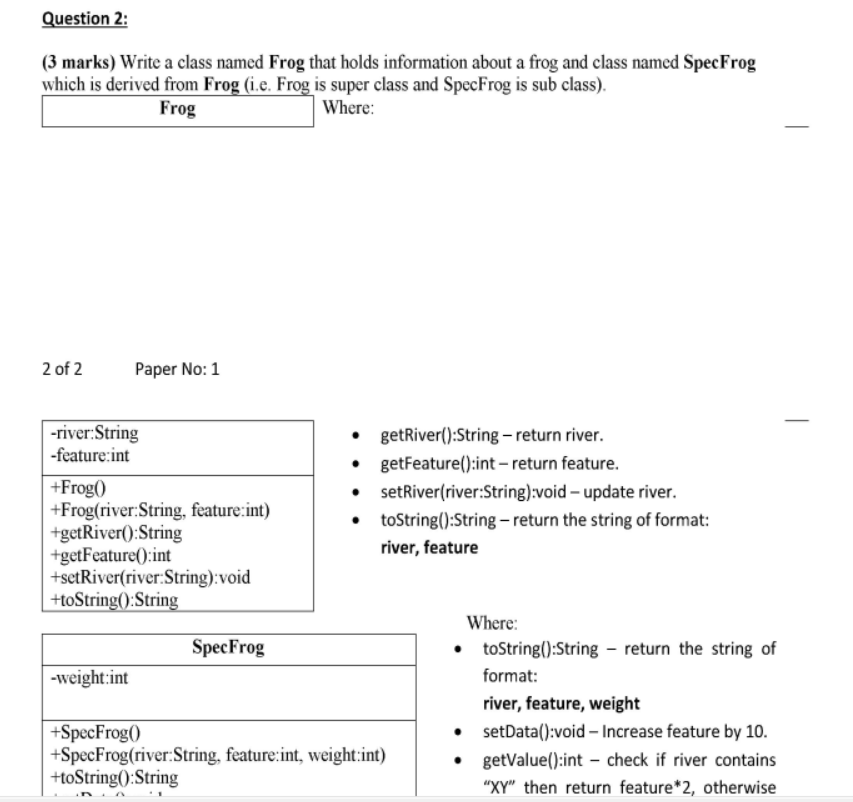 Question 2:
(3 marks) Write a class named Frog that holds information about a frog and class named SpecFrog
which is derived from Frog (i.e. Frog is super class and SpecFrog is sub class).
Frog
Where:
2 of 2 Paper No: 1
-river:String
-feature:int
+Frog()
+Frog(river:String, feature:int)
+getRiver():String
+getFeature():int
+setRiver(river:String):void
+toString():String
• getRiver():String – return river.
• getFeature():int – return feature.
• setRiver(river:String):void – update river.
• toString():String – return the string of format:
river, feature
SpecFrog
-weight:int
+SpecFrog()
+SpecFrog(river:String, feature:int, weight:int)
+toString():String
Where:
• toString():String – return the string of
format:
river, feature, weight
• setData():void – Increase feature by 10.
• getValue():int – check if river contains
“XY” then return feature*2, otherwise